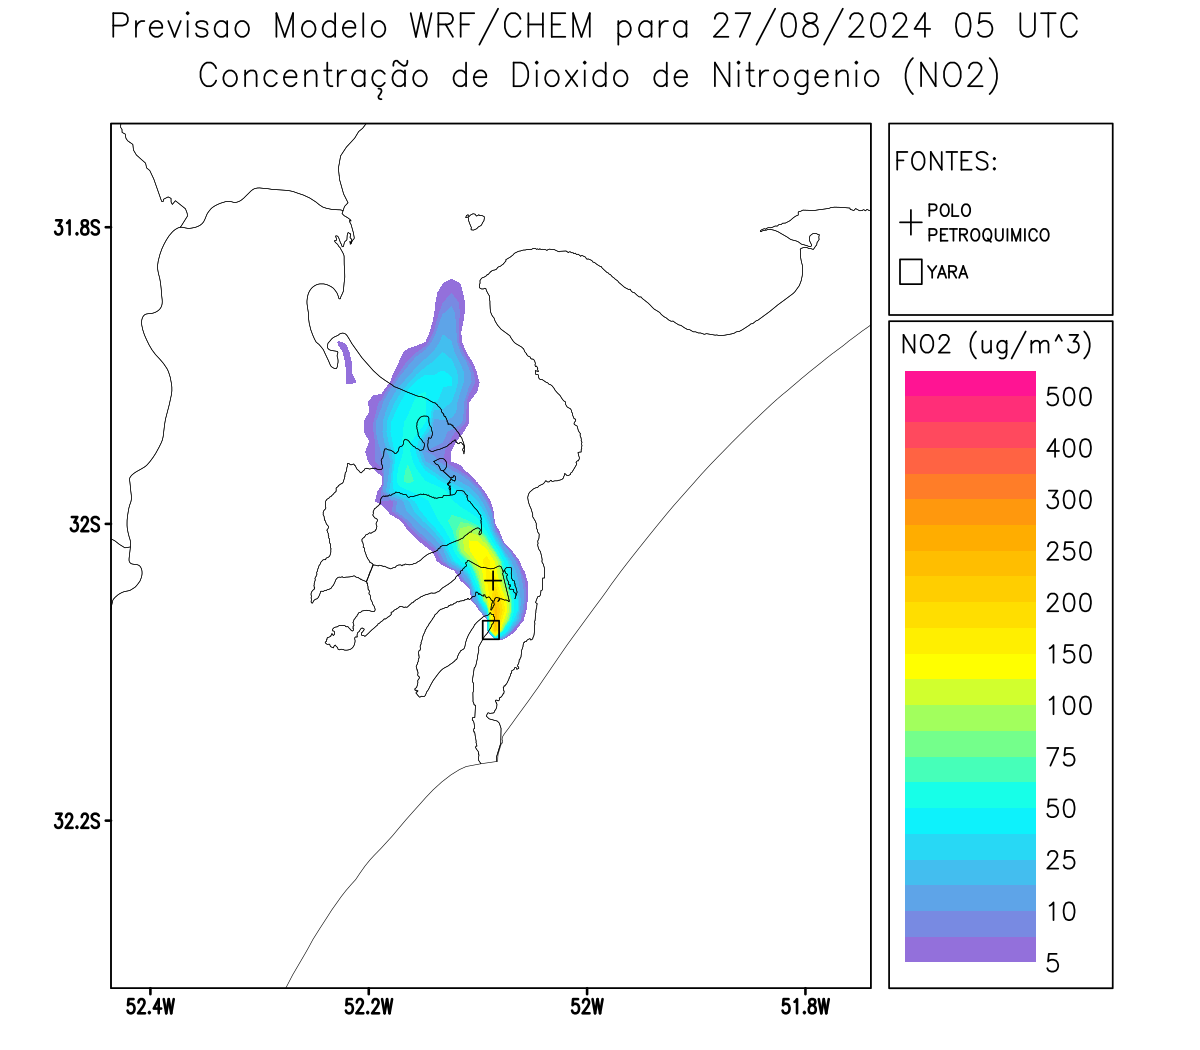 Previsao Modelo WRF/CHEM para 27/08/2024 05 UTC
Concentração de Dioxido de Nitrogenio (NO2)
FONTES:
POLO
PETROQUIMICO
YARA
NO2 (ug/m^3)
500
400
300
250
200
150
100
75
50
25
10
5
31.8S
32S
32.2S
52.4W
52.2W
52W
51.8W